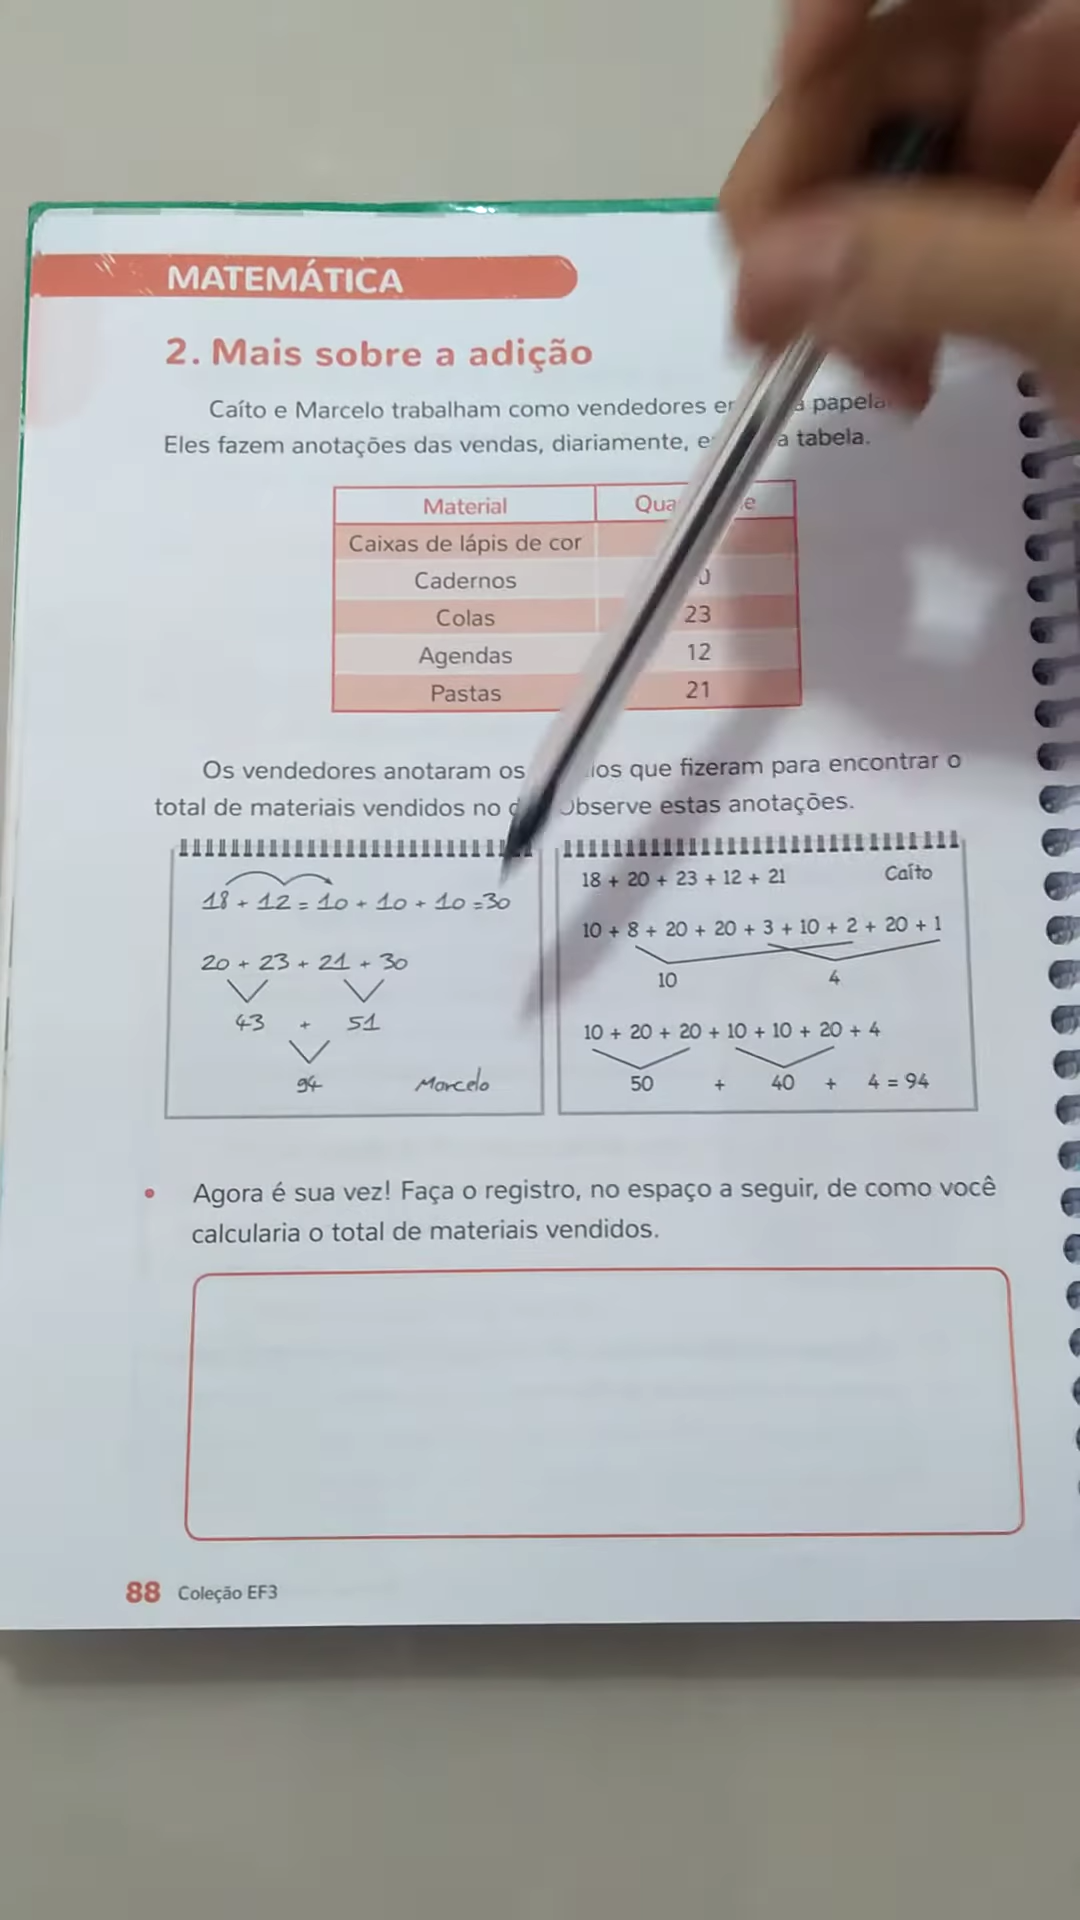 MATEMÁTICA
2. Mais sobre a adição
Caíto e Marcelo trabalham como vendedores
Eles fazem anotações das vendas, diariamente, tabela.
Material
Caixas de lápis de cor
Cadernos
Colas 23
Agendas 12
Pastas 21
Os vendedores anotaram os que fizeram para encontrar o
total de materiais vendidos no Observe estas anotações.
18 + 12 = 10 + 10 + 10 =30
20 + 23 + 21 + 30
43 + 51
94 Marcelo
18 + 20 + 23 + 12 + 21 Caíto
10 + 8 + 20 + 20 + 3 + 10 + 2 + 20 + 1
10 4
10 + 20 + 20 + 10 + 10 + 20 + 4
50 + 40 + 4 = 94
• Agora é sua vez! Faça o registro, no espaço a seguir, de como você
calcularia o total de materiais vendidos.
88 Coleção EF3